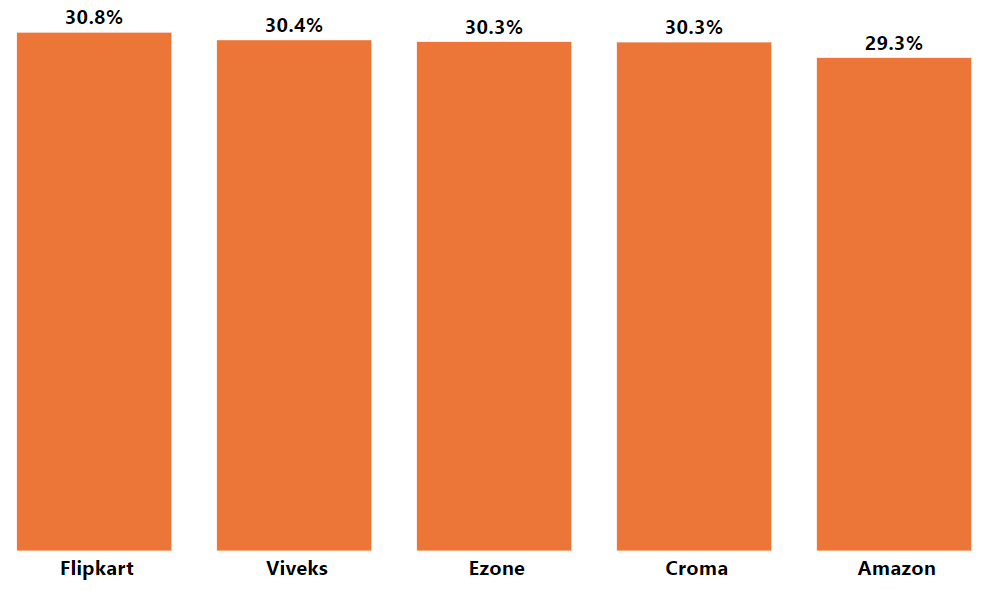 30.8%
30.4%
30.3%
30.3%
29.3%
Flipkart
Viveks
Ezone
Croma
Amazon